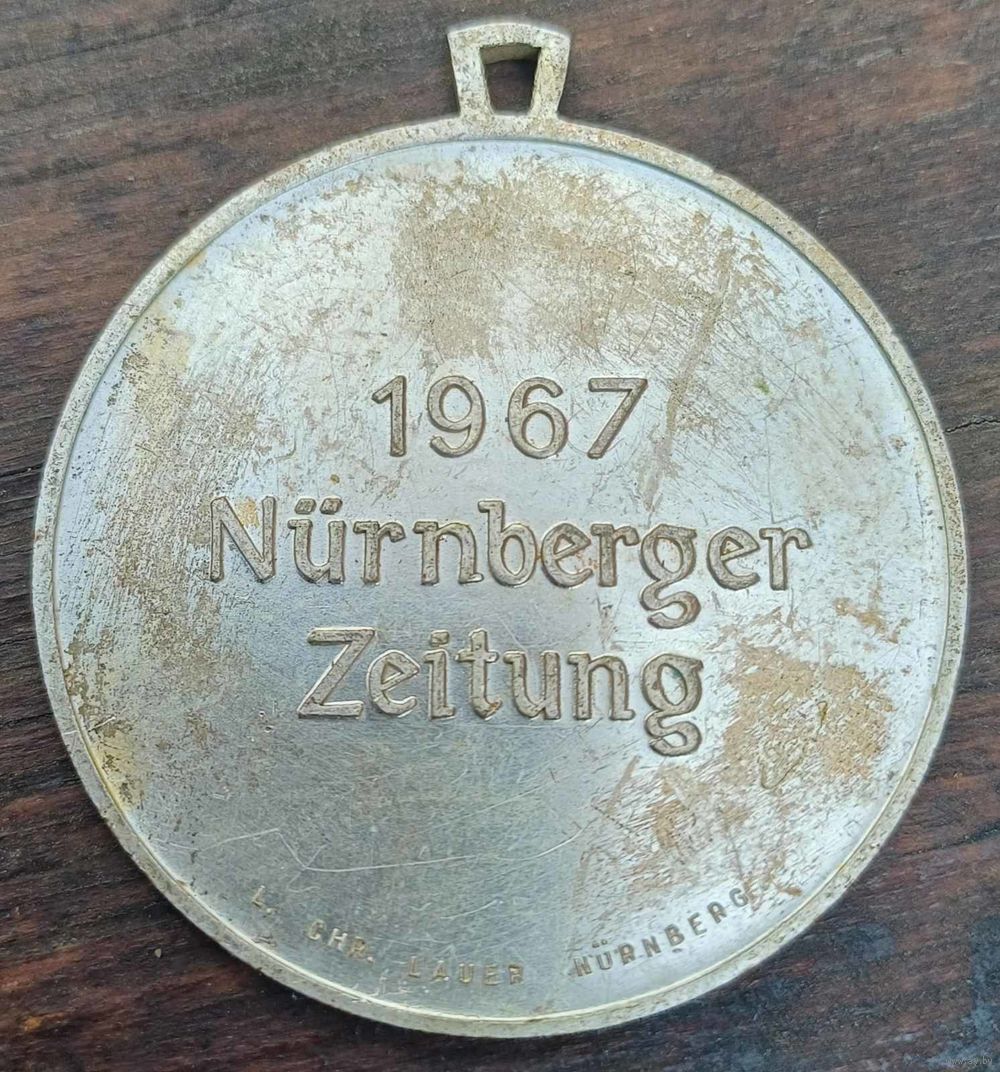 1967
Nürnberger
Zeitung
L. CHR. LAUER NÜRNBERG